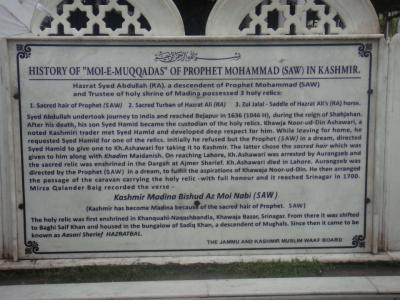 HISTORY OF "MOI-E-MUQQADAS" OF PROPHET MOHAMMAD (SAW) IN KASHMIR.
Hazrat Syed Abdullah (RA), a descendent of Prophet Mohammad (SAW)
and Trustee of holy shrine of Madina possessed 3 holy relics:
1. Sacred hair of Prophet (SAW) 2. Sacred Turban of Hazrat Ali (RA) 3. Zul Jalal - Saddle of Hazrat Ali's (RA) horse.
Syed Abdullah undertook journey to India and reached Bejapur in 1636 (1046 H), during the reign of Shahjahan.
After his death, his son Syed Hamid became the custodian of the holy relics. Khawja Noor-ud-Din Ashawari, a
noted Kashmiri trader met Syed Hamid and developed deep respect for him. While leaving for home, he
requested Syed Hamid for one of the relics. Initially he refused but the Prophet (SAW) in a dream, directed
Syed Hamid to give one to Kh.Ashawari for taking it to Kashmir. The latter chose the sacred hair which was
given to him along with Khadim Maidanish. On reaching Lahore, Kh.Ashawari was arrested by Aurangzeb and
the sacred relic was enshrined in the Dargah at Ajmer Sharief. Kh.Ashawari died in Lahore. Aurangzeb was
directed by the Prophet (SAW) in a dream, to fulfill the aspirations of Khawaja Noor-ud-Din. He then arranged
the passage of the caravan carrying the holy relic -with full honour and it reached Srinagar in 1700.
Mirza Qalander Baig recorded the verse -
Kashmir Madina Bishud Az Moi Nabi (SAW)
(Kashmir has become Madina because of the sacred hair of Prophet. SAW)
The holy relic was first enshrined in Khanquahi-Naqashbandia, Khawaja Bazar, Srinagar. From there it was shifted
to Baghi Saif Khan and housed in the bungalow of Sadiq Khan, a descendent of Mughals. Since then it came to be
known as Aasari Sherief HAZRATBAL.
THE JAMMU AND KASHMIR MUSLIM WAAF BOARD